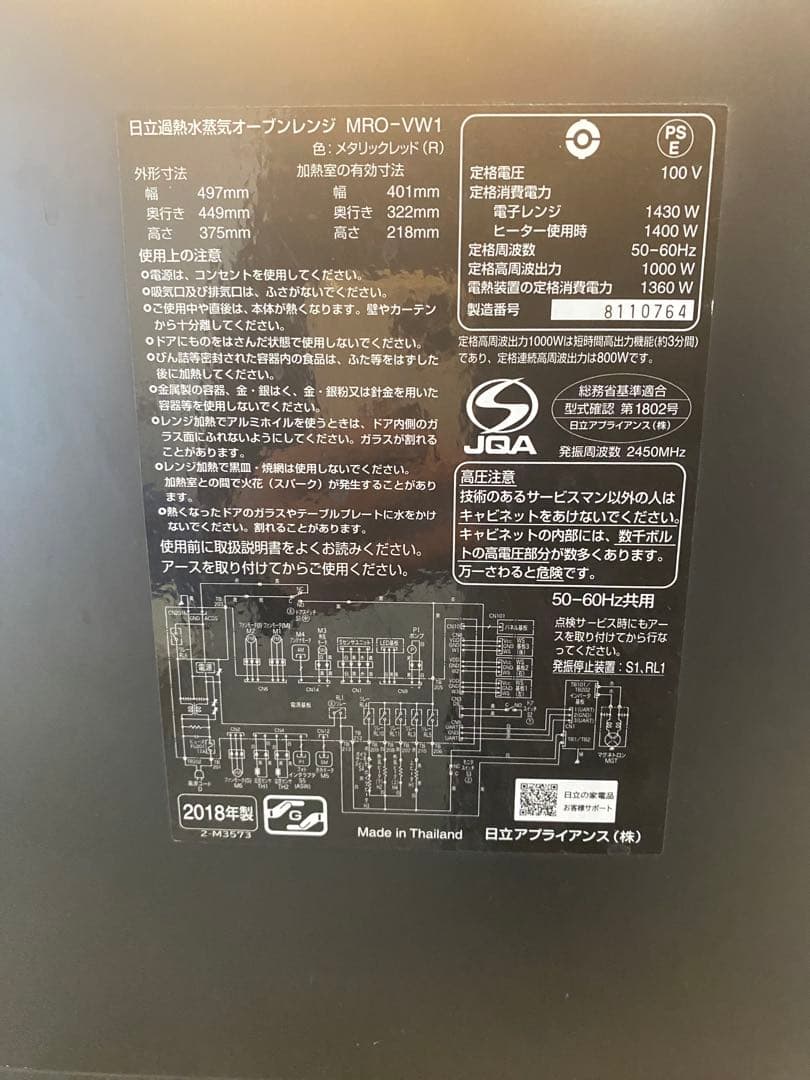 日立過熱水蒸気オーブンレンジ MRO-VW1
色：メタリックレッド（R）
外形寸法
幅 497mm
奥行き 449mm
高さ 375mm
加熱室の有効寸法
幅 401mm
奥行き 322mm
高さ 218mm
使用上の注意
電源は、コンセントを使用してください。
吸気口及び排気口は、ふさがないでください。
ご使用中や直後は、本体が熱くなります。壁やカーテン
から十分離してください。
ドアにものをはさんだ状態で使用しないでください。
びん詰等密封された容器内の食品は、ふた等をはずした
後に加熱してください。
金属製の容器、金・銀はく、金・銀粉又は針金を用いた
容器等を使用しないでください。
レンジ加熱でアルミホイルを使うときは、ドア内側のガ
ラス面にふれないようにしてください。ガラスが割れる
ことがあります。
レンジ加熱で黒皿・焼網は使用しないでください。
加熱室との間で火花（スパーク）が発生することがあり
ます。
熱くなったドアのガラスやテーブルプレートに水をかけ
ないでください。割れることがあります。
使用前に取扱説明書をよくお読みください。
アースを取り付けてからご使用ください。
PS
E
定格電圧 100 V
定格消費電力
電子レンジ 1430 W
ヒーター使用時 1400 W
定格周波数 50-60Hz
定格高周波出力 1000 W
電熱装置の定格消費電力 1360 W
製造番号 8110764
定格高周波出力1000Wは短時間高出力機能（約3分間）
であり、定格連続高周波出力は800Wです。
JQA
総務省基準適合
型式確認 第1802号
日立アプライアンス（株）
発振周波数 2450MHz
高圧注意
技術のあるサービスマン以外の人は
キャビネットをあけないでください。
キャビネットの内部には、数千ボル
トの高電圧部分が数多くあります。
万一さわると危険です。
50-60Hz共用
点検サービス時にもアー
スを取り付けてから行な
ってください。
発振停止装置：S1、RL1
電源
電源基板
CN6
CN14
CN1
CN9
CN101
パネル基板
マグネトロン
MGT
2018年製
2-M3573
G
Made in Thailand
日立の家電品
お客様サポート
日立アプライアンス（株）